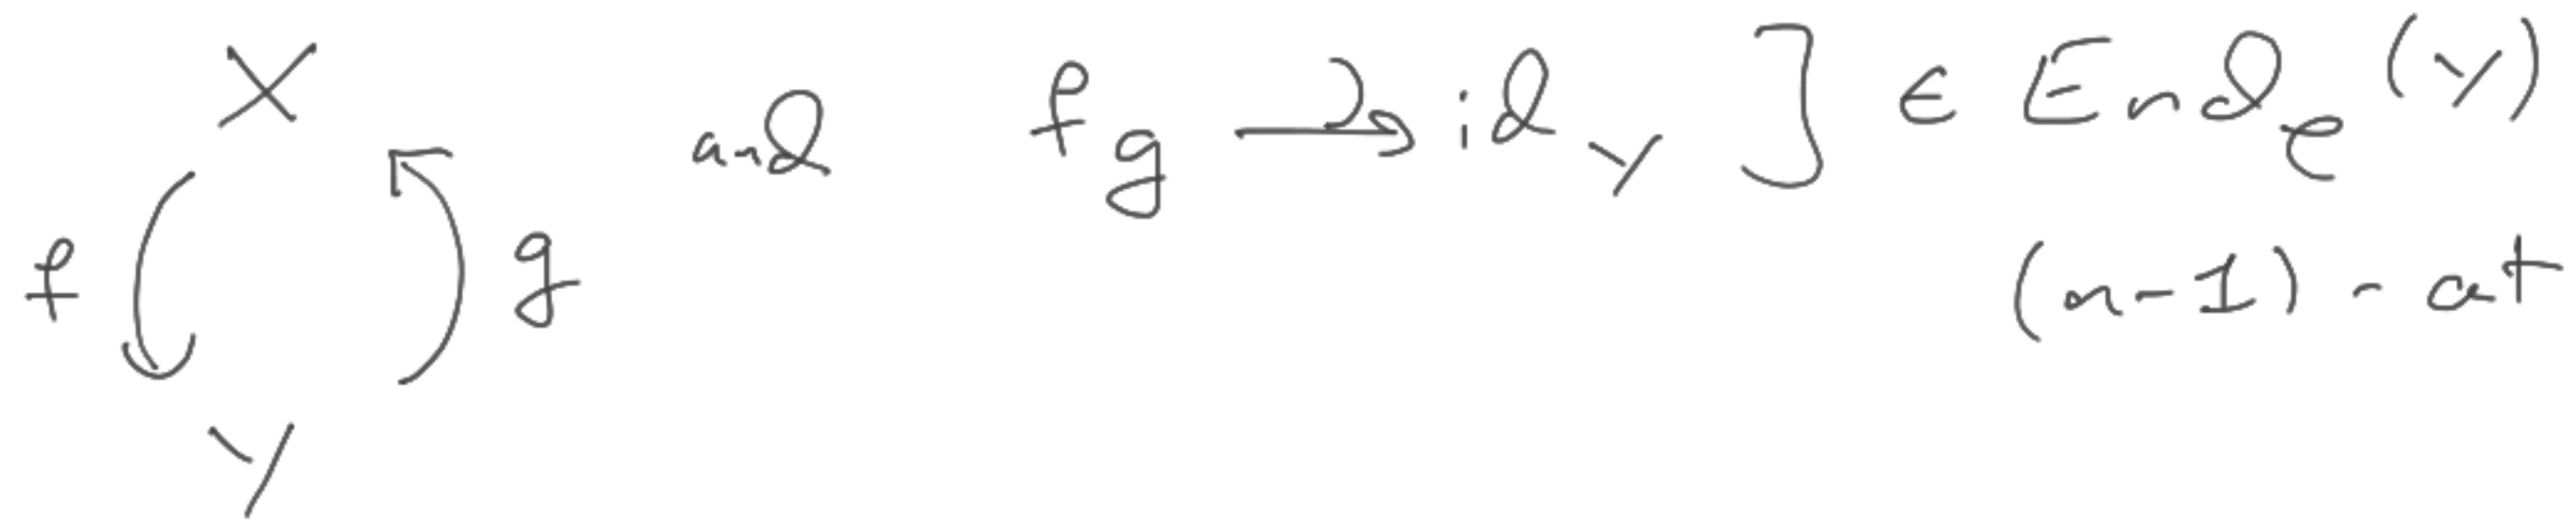 X
and fg ⟶ id_Y ] ∈ End_e(Y)
f g
(n-1)-cat
Y